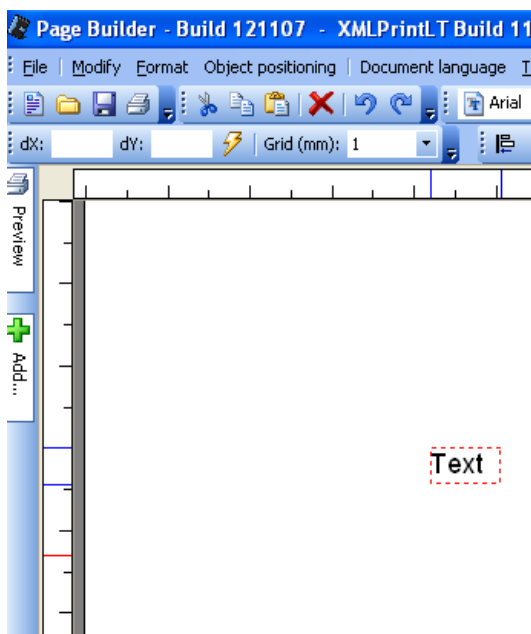 Page Builder - Build 121107 - XMLPrintLT Build 11
File Modify Format Object positioning Document language
Arial
dX: dY: Grid (mm): 1
Preview
Add...
Text